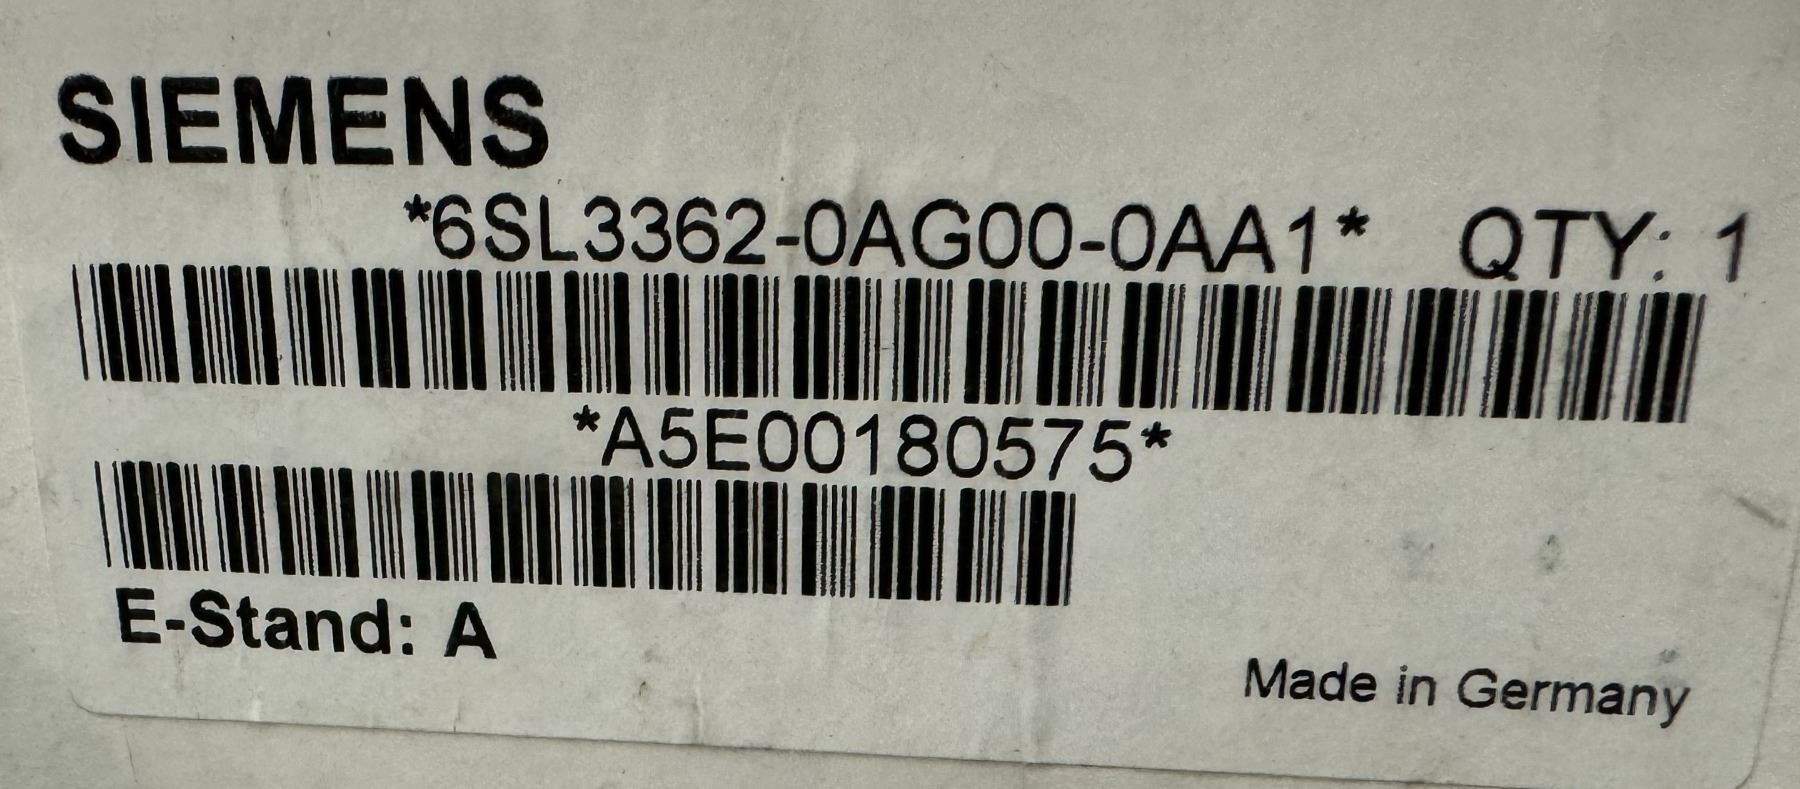 SIEMENS
*6SL3362-0AG00-0AA1* QTY: 1
*A5E00180575*
E-Stand: A
Made in Germany